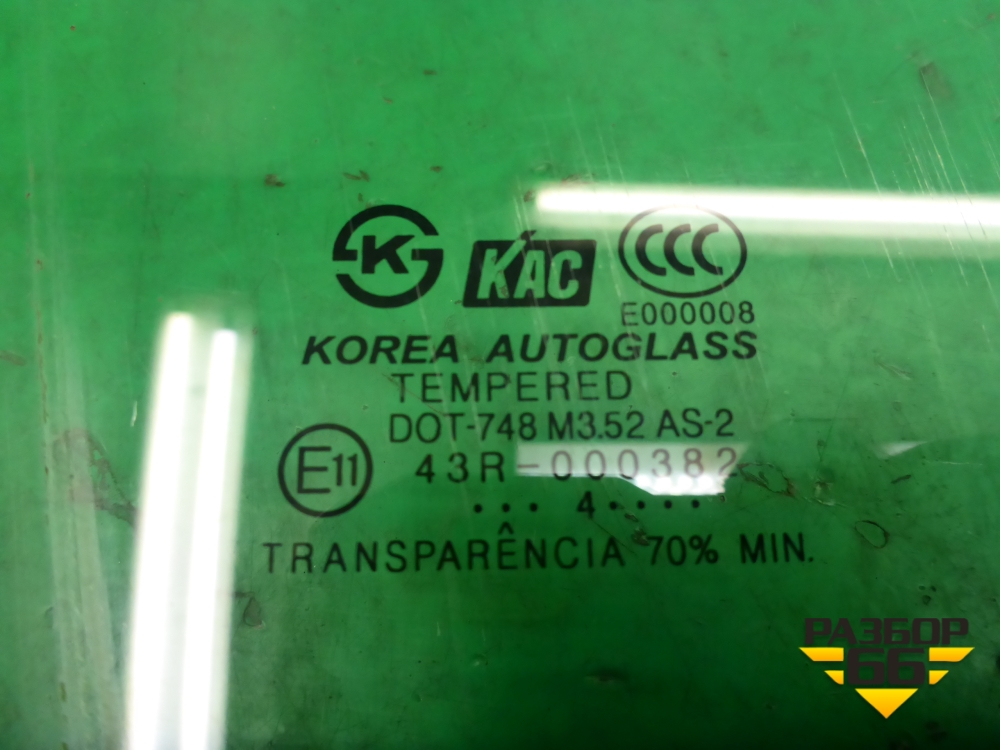 K KAC CCC
E000008
KOREA AUTOGLASS
TEMPERED
DOT-748 M3.52 AS-2
E11 43R-000382
... 4.....
TRANSPARÊNCIA 70% MIN.
РАЗБОР
66